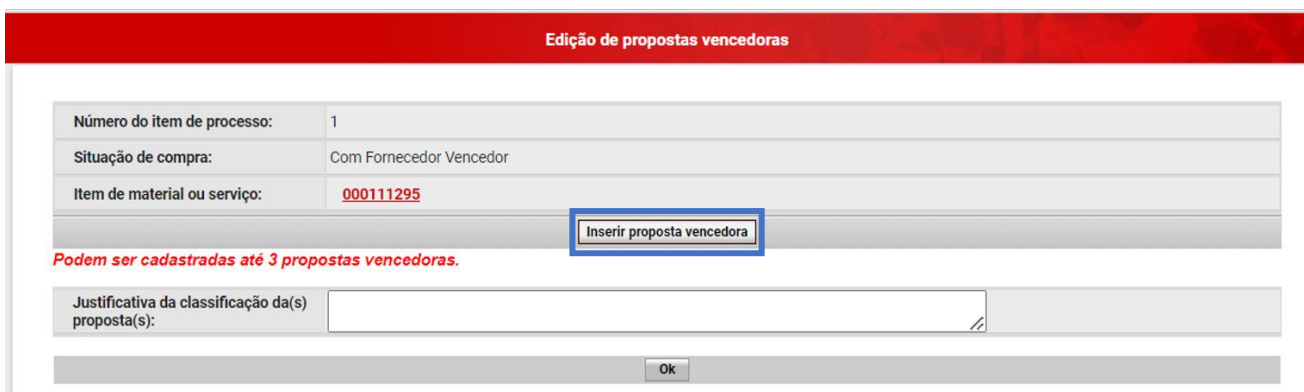 Edição de propostas vencedoras
Número do item de processo: 1
Situação de compra: Com Fornecedor Vencedor
Item de material ou serviço: 000111295
Inserir proposta vencedora
Podem ser cadastradas até 3 propostas vencedoras.
Justificativa da classificação da(s)
proposta(s):
Ok